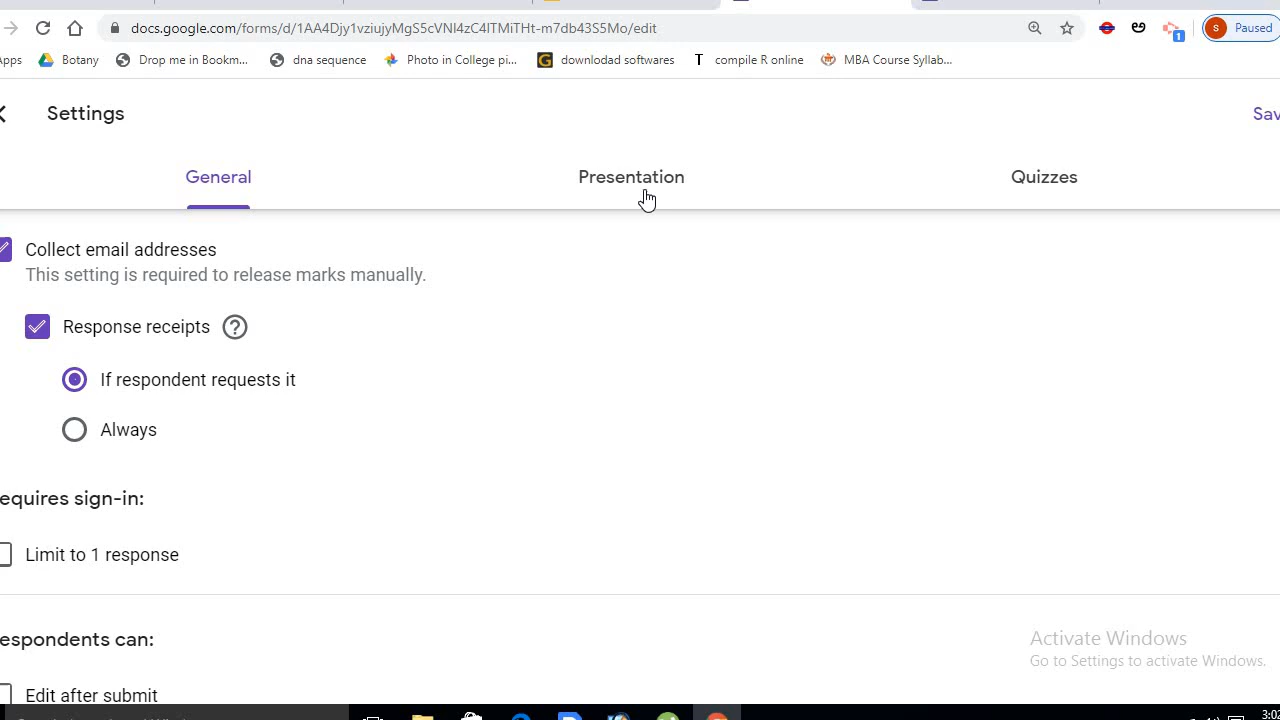 docs.google.com/forms/d/1AA4Djy1vziujyMgS5cVNl4zC4lTMiTHt-m7db43S5Mo/edit
s Paused
pps Botany Drop me in Bookm... dna sequence Photo in College pi... G downlodad softwares T compile R online MBA Course Syllab...
Settings
Sav
General Presentation Quizzes
Collect email addresses
This setting is required to release marks manually.
Response receipts ?
If respondent requests it
Always
equires sign-in:
Limit to 1 response
espondents can:
Activate Windows
Go to Settings to activate Windows.
Edit after submit
3:02